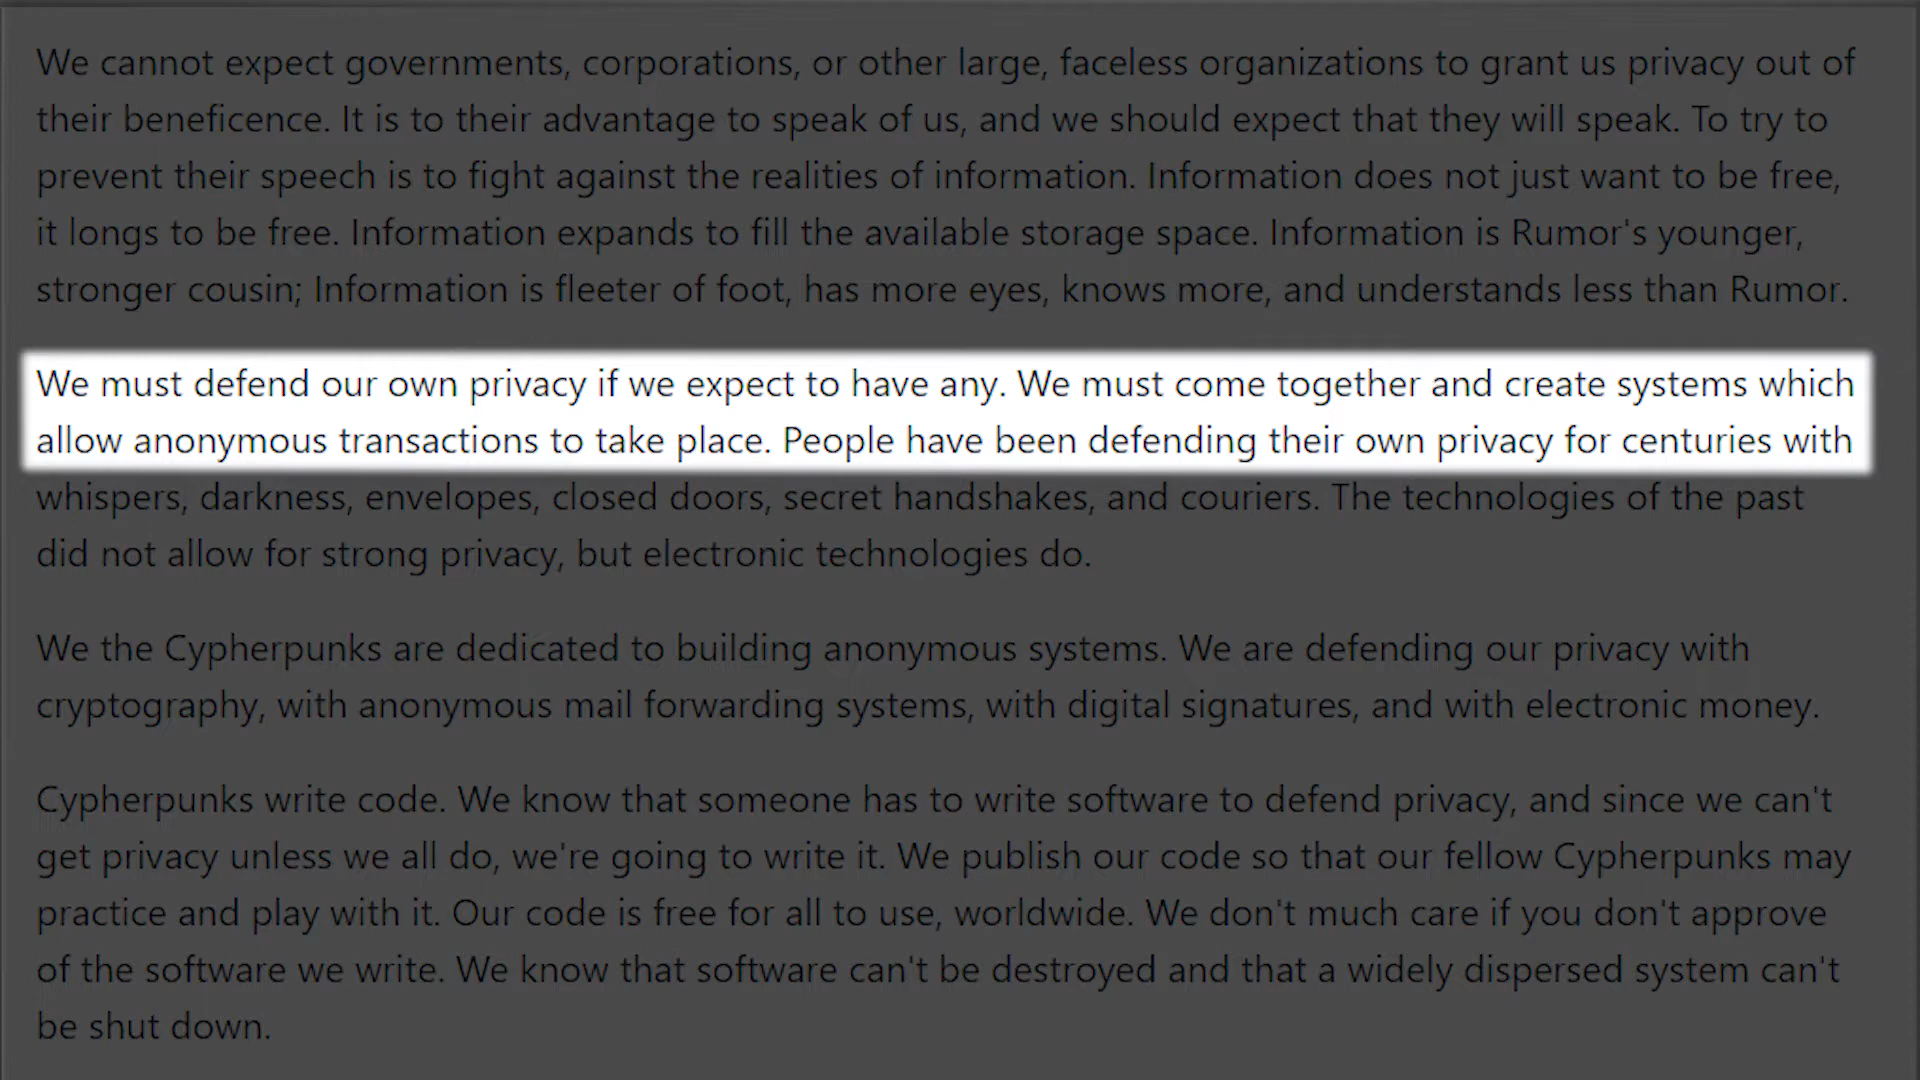 We cannot expect governments, corporations, or other large, faceless organizations to grant us privacy out of
their beneficence. It is to their advantage to speak of us, and we should expect that they will speak. To try to
prevent their speech is to fight against the realities of information. Information does not just want to be free,
it longs to be free. Information expands to fill the available storage space. Information is Rumor's younger,
stronger cousin; Information is fleeter of foot, has more eyes, knows more, and understands less than Rumor.
We must defend our own privacy if we expect to have any. We must come together and create systems which
allow anonymous transactions to take place. People have been defending their own privacy for centuries with
whispers, darkness, envelopes, closed doors, secret handshakes, and couriers. The technologies of the past
did not allow for strong privacy, but electronic technologies do.
We the Cypherpunks are dedicated to building anonymous systems. We are defending our privacy with
cryptography, with anonymous mail forwarding systems, with digital signatures, and with electronic money.
Cypherpunks write code. We know that someone has to write software to defend privacy, and since we can't
get privacy unless we all do, we're going to write it. We publish our code so that our fellow Cypherpunks may
practice and play with it. Our code is free for all to use, worldwide. We don't much care if you don't approve
of the software we write. We know that software can't be destroyed and that a widely dispersed system can't
be shut down.